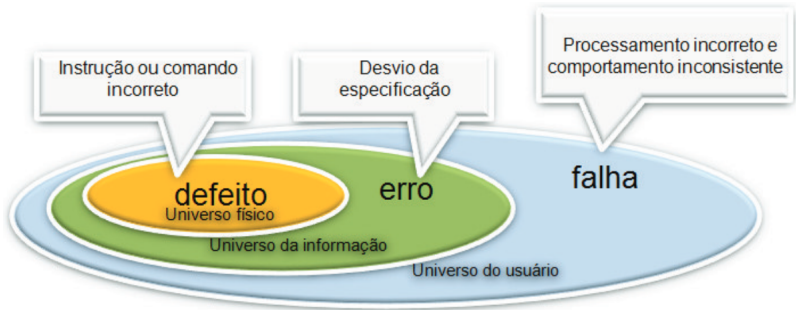 Instrução ou comando
incorreto
Desvio da
especificação
Processamento incorreto e
comportamento inconsistente
defeito
Universo físico
erro
Universo da informação
falha
Universo do usuário